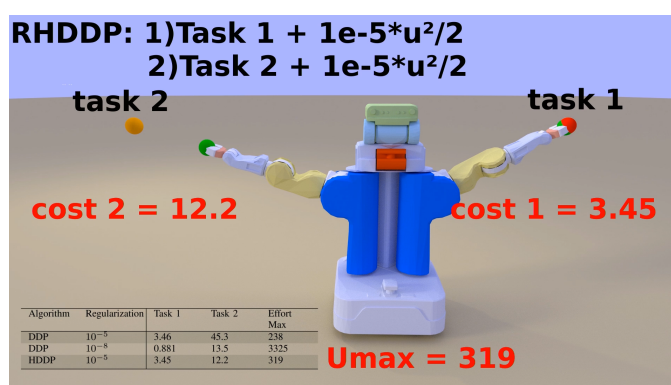 RHDDP: 1)Task 1 + 1e-5*u²/2
2)Task 2 + 1e-5*u²/2
task 2
task 1
cost 2 = 12.2
cost 1 = 3.45
Algorithm Regularization Task 1 Task 2 Effort Max
DDP 10⁻⁵ 3.46 45.3 238
DDP 10⁻⁸ 0.881 13.5 3325
HDDP 10⁻⁵ 3.45 12.2 319
Umax = 319